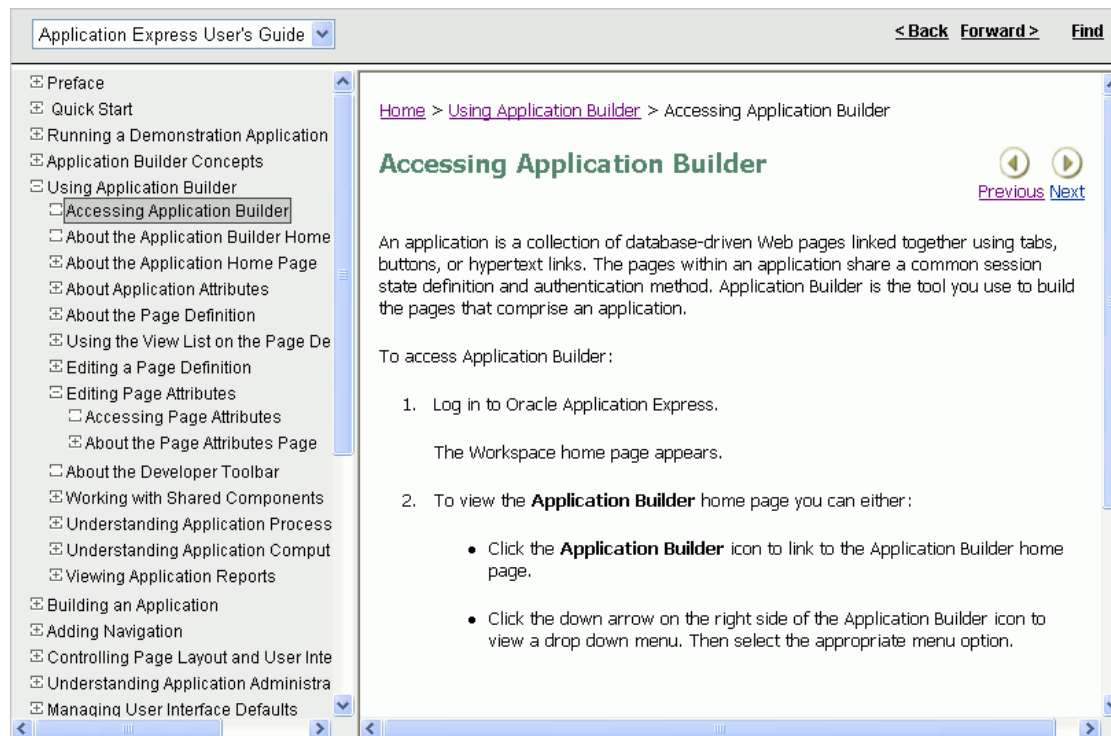 Application Express User's Guide
< Back Forward > Find
Preface
Quick Start
Running a Demonstration Application
Application Builder Concepts
Using Application Builder
Accessing Application Builder
About the Application Builder Home
About the Application Home Page
About Application Attributes
About the Page Definition
Using the View List on the Page De
Editing a Page Definition
Editing Page Attributes
Accessing Page Attributes
About the Page Attributes Page
About the Developer Toolbar
Working with Shared Components
Understanding Application Process
Understanding Application Comput
Viewing Application Reports
Building an Application
Adding Navigation
Controlling Page Layout and User Inte
Understanding Application Administra
Managing User Interface Defaults
Home > Using Application Builder > Accessing Application Builder
Accessing Application Builder
Previous Next
An application is a collection of database-driven Web pages linked together using tabs,
buttons, or hypertext links. The pages within an application share a common session
state definition and authentication method. Application Builder is the tool you use to build
the pages that comprise an application.
To access Application Builder:
1. Log in to Oracle Application Express.
The Workspace home page appears.
2. To view the Application Builder home page you can either:
• Click the Application Builder icon to link to the Application Builder home
page.
• Click the down arrow on the right side of the Application Builder icon to
view a drop down menu. Then select the appropriate menu option.